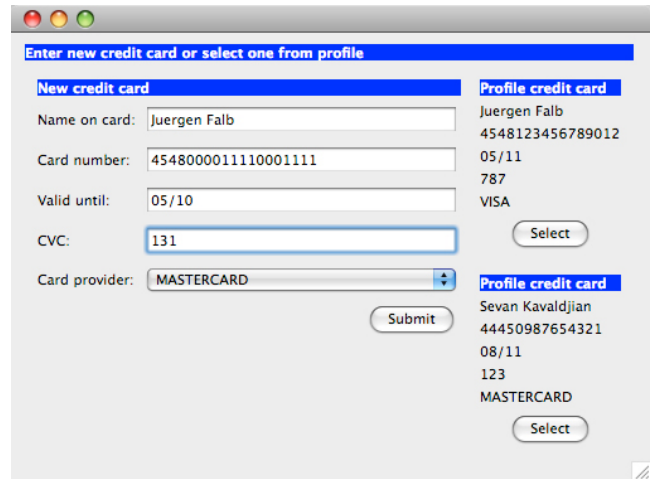 Enter new credit card or select one from profile
New credit card
Name on card: Juergen Falb
Card number: 4548000011110001111
Valid until: 05/10
CVC: 131
Card provider: MASTERCARD
Submit
Profile credit card
Juergen Falb
4548123456789012
05/11
787
VISA
Select
Profile credit card
Sevan Kavaldjian
44450987654321
08/11
123
MASTERCARD
Select